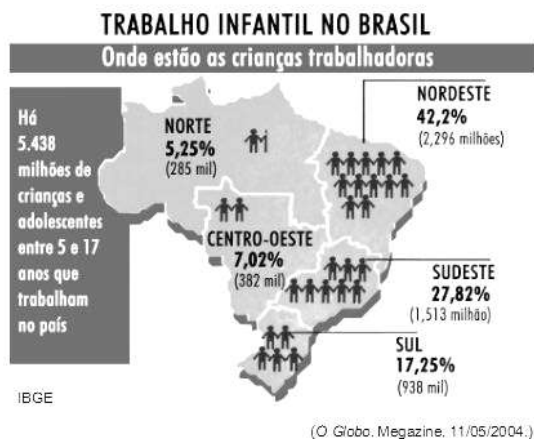 TRABALHO INFANTIL NO BRASIL
Onde estão as crianças trabalhadoras
Há
5.438
milhões de
crianças e
adolescentes
entre 5 e 17
anos que
trabalham
no país
NORTE
5,25%
(285 mil)
NORDESTE
42,2%
(2,296 milhões)
CENTRO-OESTE
7,02%
(382 mil)
SUDESTE
27,82%
(1,513 milhão)
SUL
17,25%
(938 mil)
IBGE
(O Globo. Megazine, 11/05/2004.)